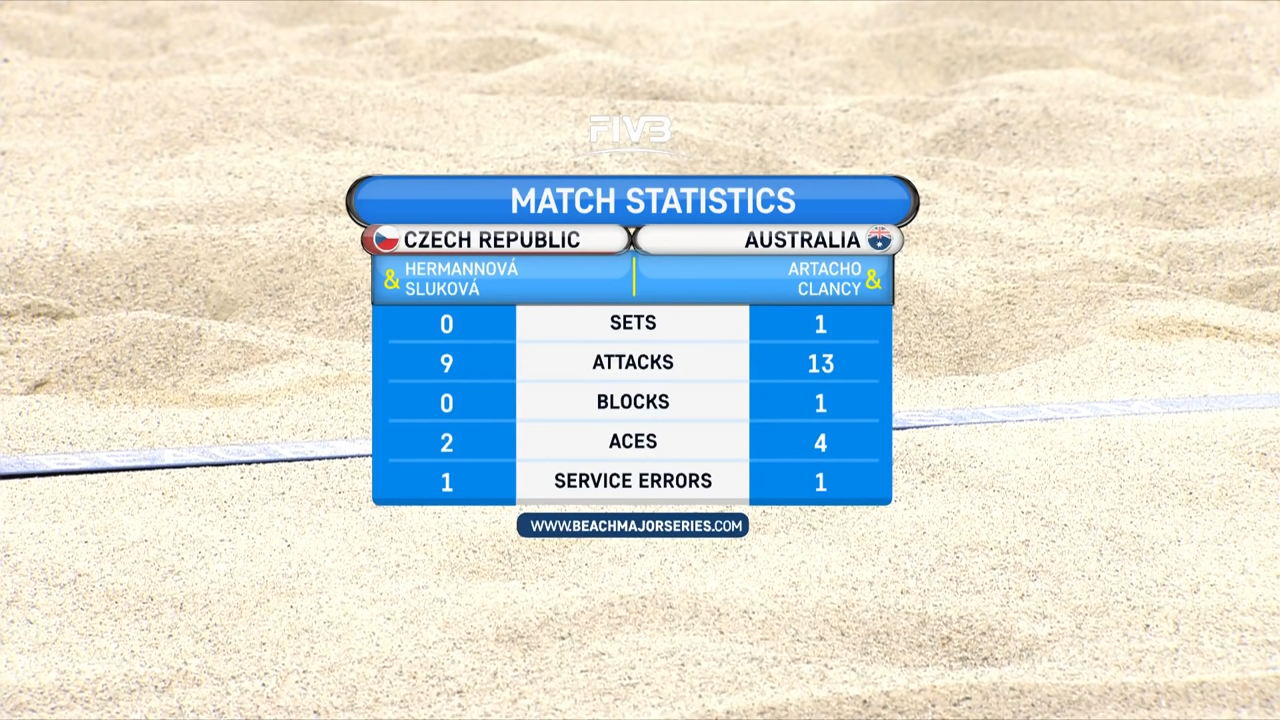 FIVB
MATCH STATISTICS
CZECH REPUBLIC AUSTRALIA
& HERMANNOVÁ SLUKOVÁ
ARTACHO CLANCY &
0 SETS 1
9 ATTACKS 13
0 BLOCKS 1
2 ACES 4
1 SERVICE ERRORS 1
WWW.BEACHMAJORSERIES.COM